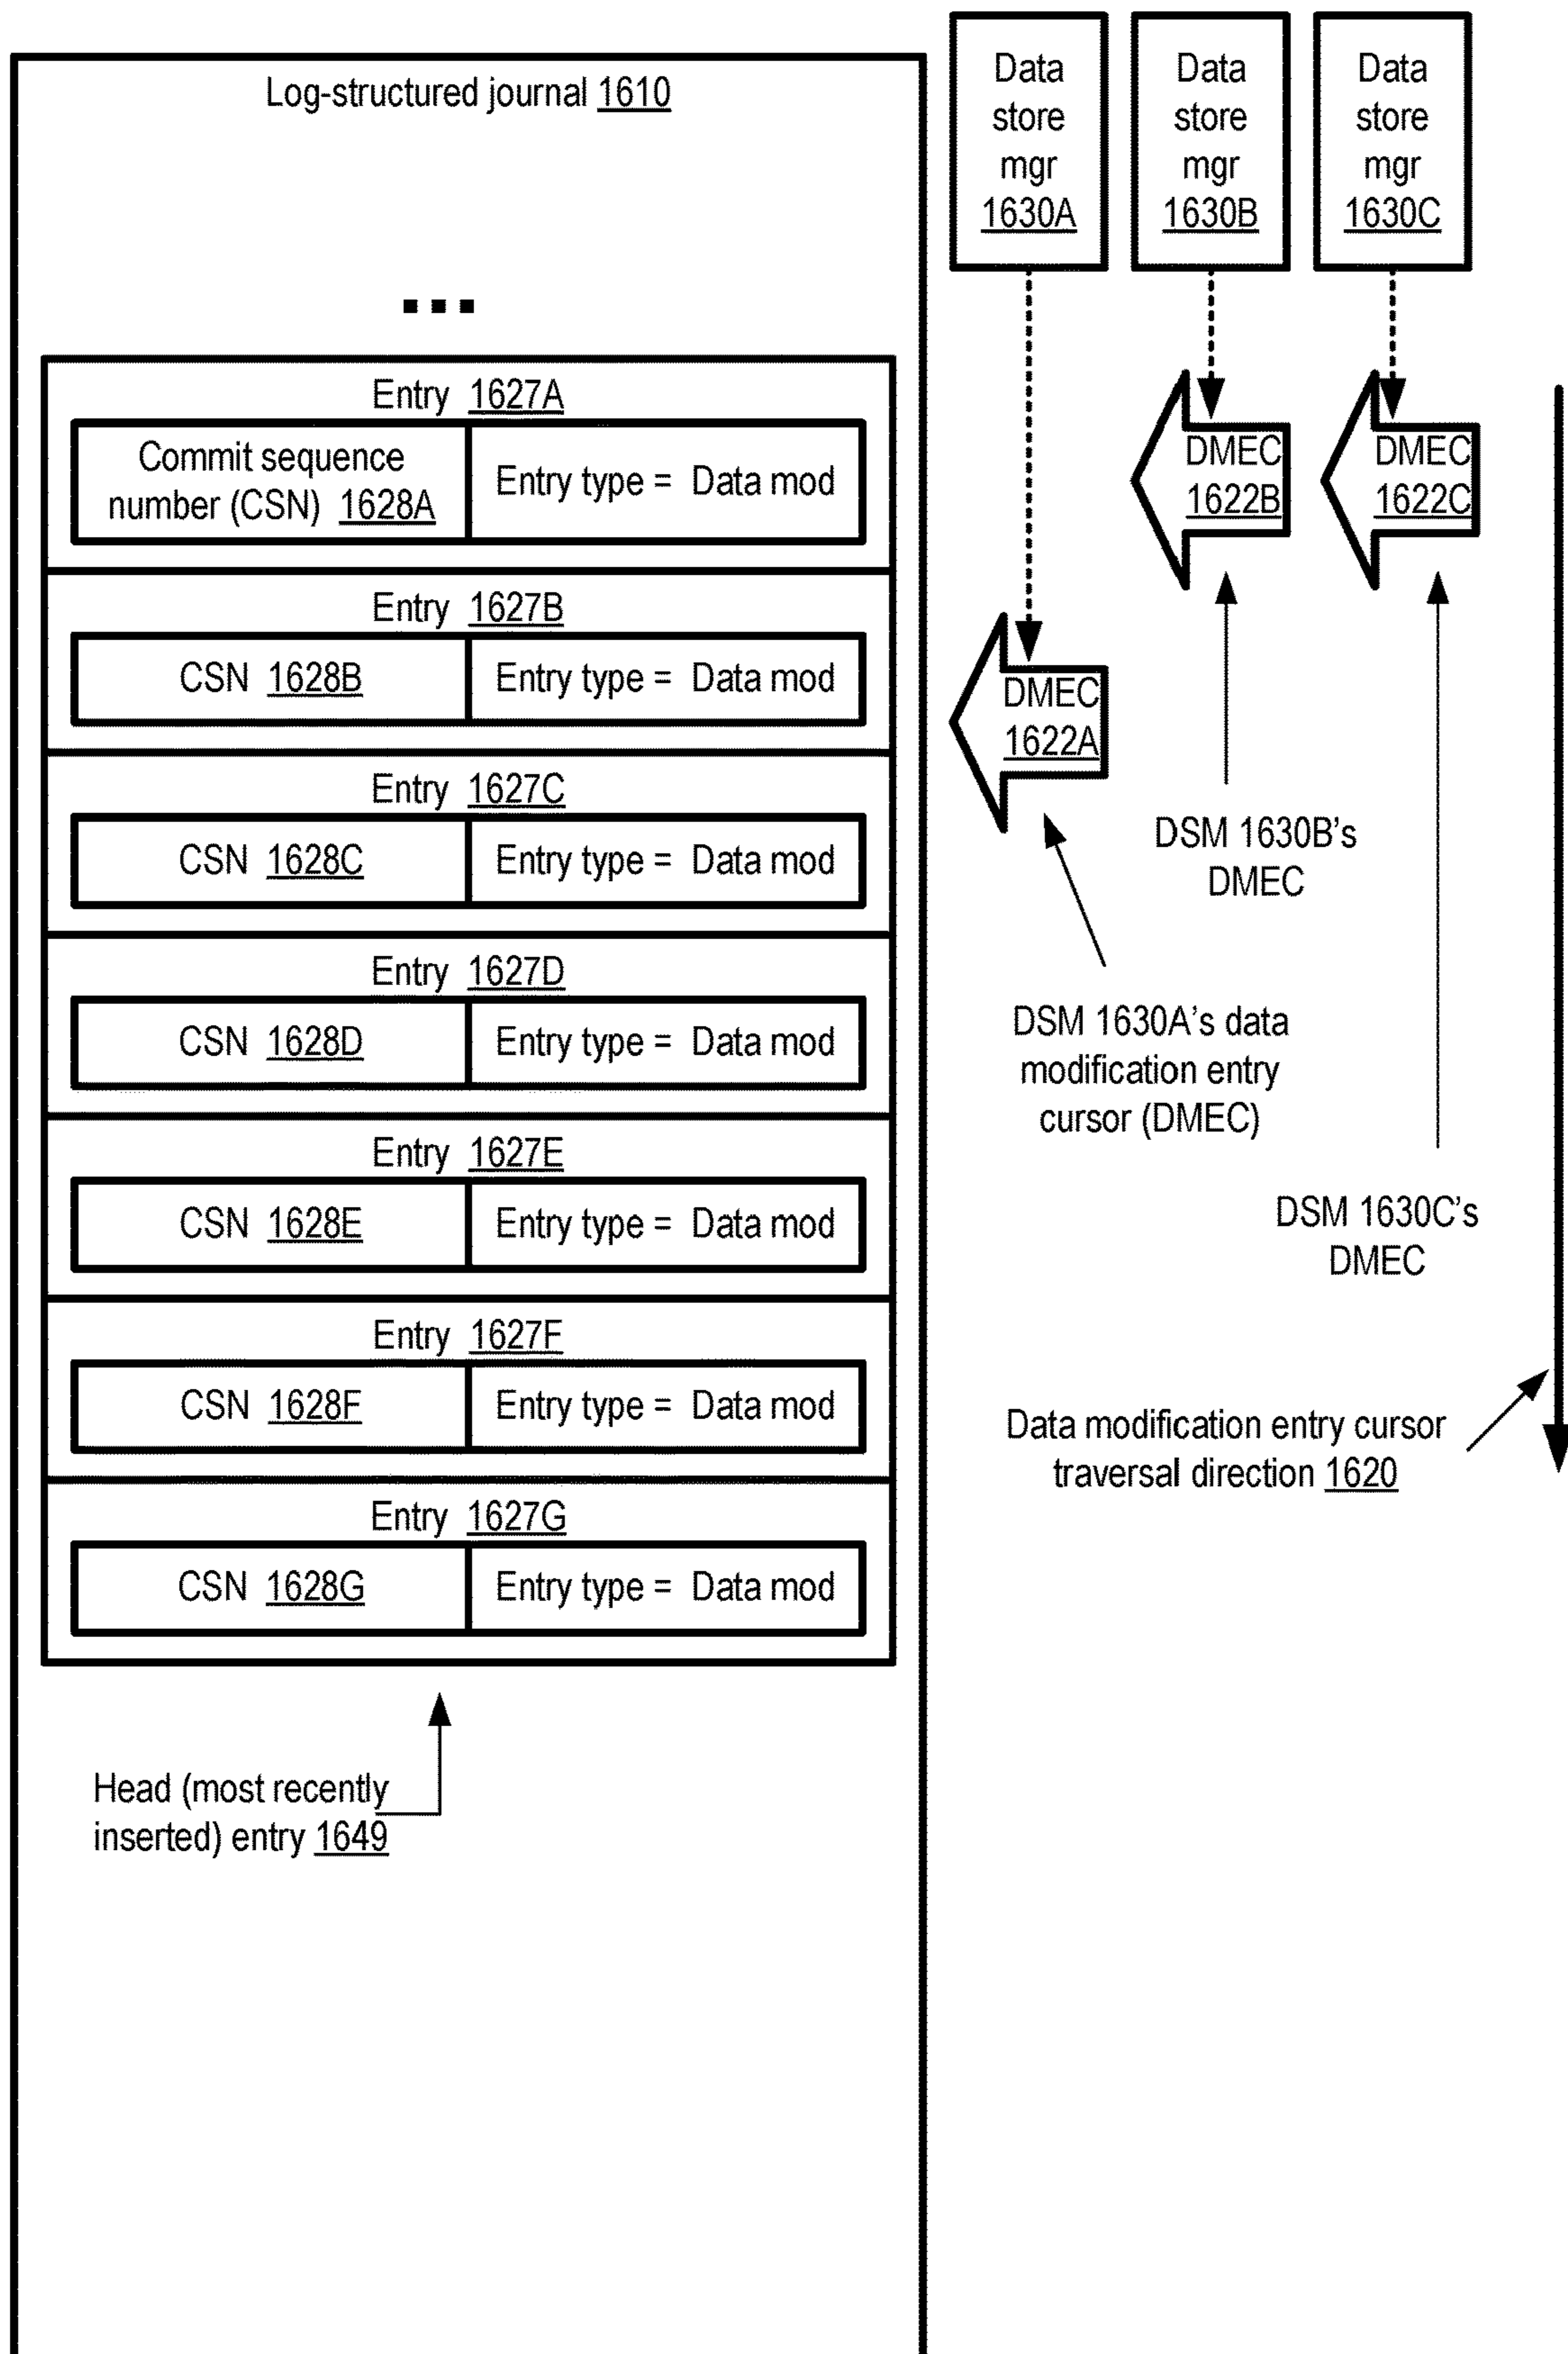 Log-structured journal 1610
...
Entry 1627A
Commit sequence
number (CSN) 1628A
Entry type = Data mod
Entry 1627B
CSN 1628B
Entry type = Data mod
Entry 1627C
CSN 1628C
Entry type = Data mod
Entry 1627D
CSN 1628D
Entry type = Data mod
Entry 1627E
CSN 1628E
Entry type = Data mod
Entry 1627F
CSN 1628F
Entry type = Data mod
Entry 1627G
CSN 1628G
Entry type = Data mod
Head (most recently
inserted) entry 1649
Data
store
mgr
1630A
Data
store
mgr
1630B
Data
store
mgr
1630C
DMEC
1622B
DMEC
1622C
DMEC
1622A
DSM 1630B's
DMEC
DSM 1630A's data
modification entry
cursor (DMEC)
DSM 1630C's
DMEC
Data modification entry cursor
traversal direction 1620